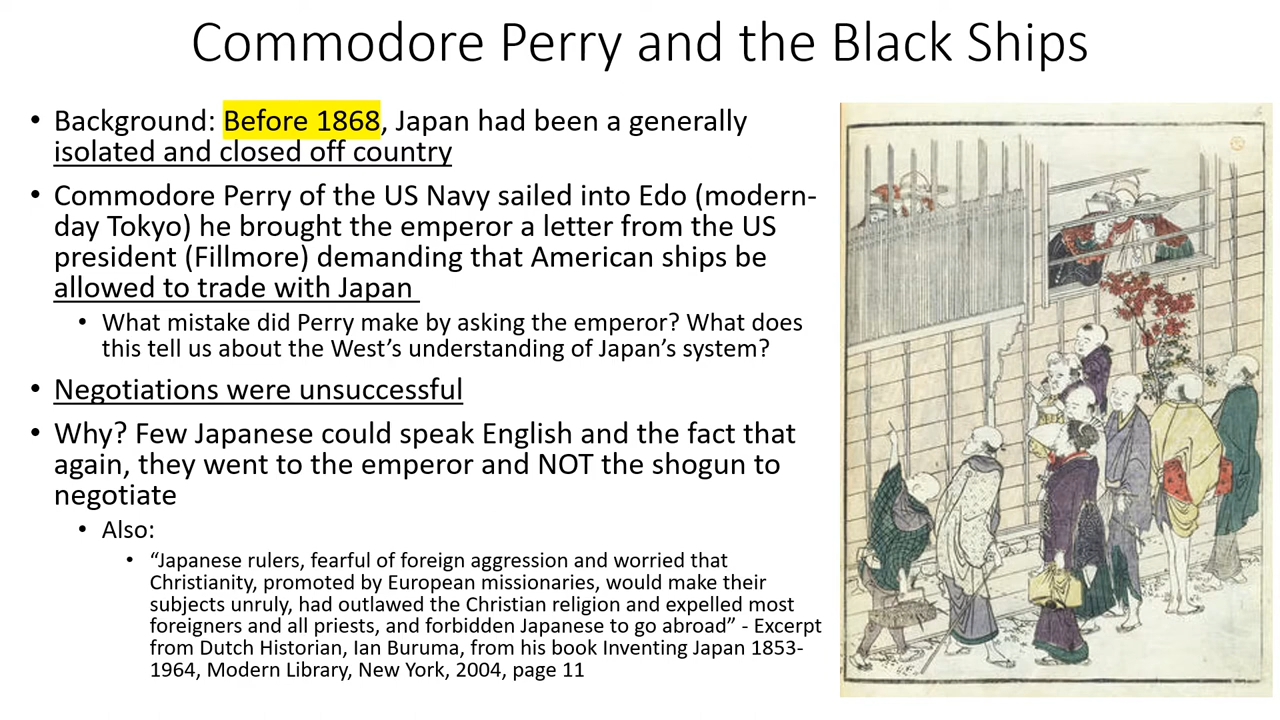 Commodore Perry and the Black Ships
• Background: Before 1868, Japan had been a generally
isolated and closed off country
• Commodore Perry of the US Navy sailed into Edo (modern-
day Tokyo) he brought the emperor a letter from the US
president (Fillmore) demanding that American ships be
allowed to trade with Japan
• What mistake did Perry make by asking the emperor? What does
this tell us about the West’s understanding of Japan’s system?
• Negotiations were unsuccessful
• Why? Few Japanese could speak English and the fact that
again, they went to the emperor and NOT the shogun to
negotiate
• Also:
• “Japanese rulers, fearful of foreign aggression and worried that
Christianity, promoted by European missionaries, would make their
subjects unruly, had outlawed the Christian religion and expelled most
foreigners and all priests, and forbidden Japanese to go abroad” - Excerpt
from Dutch Historian, Ian Buruma, from his book Inventing Japan 1853-
1964, Modern Library, New York, 2004, page 11